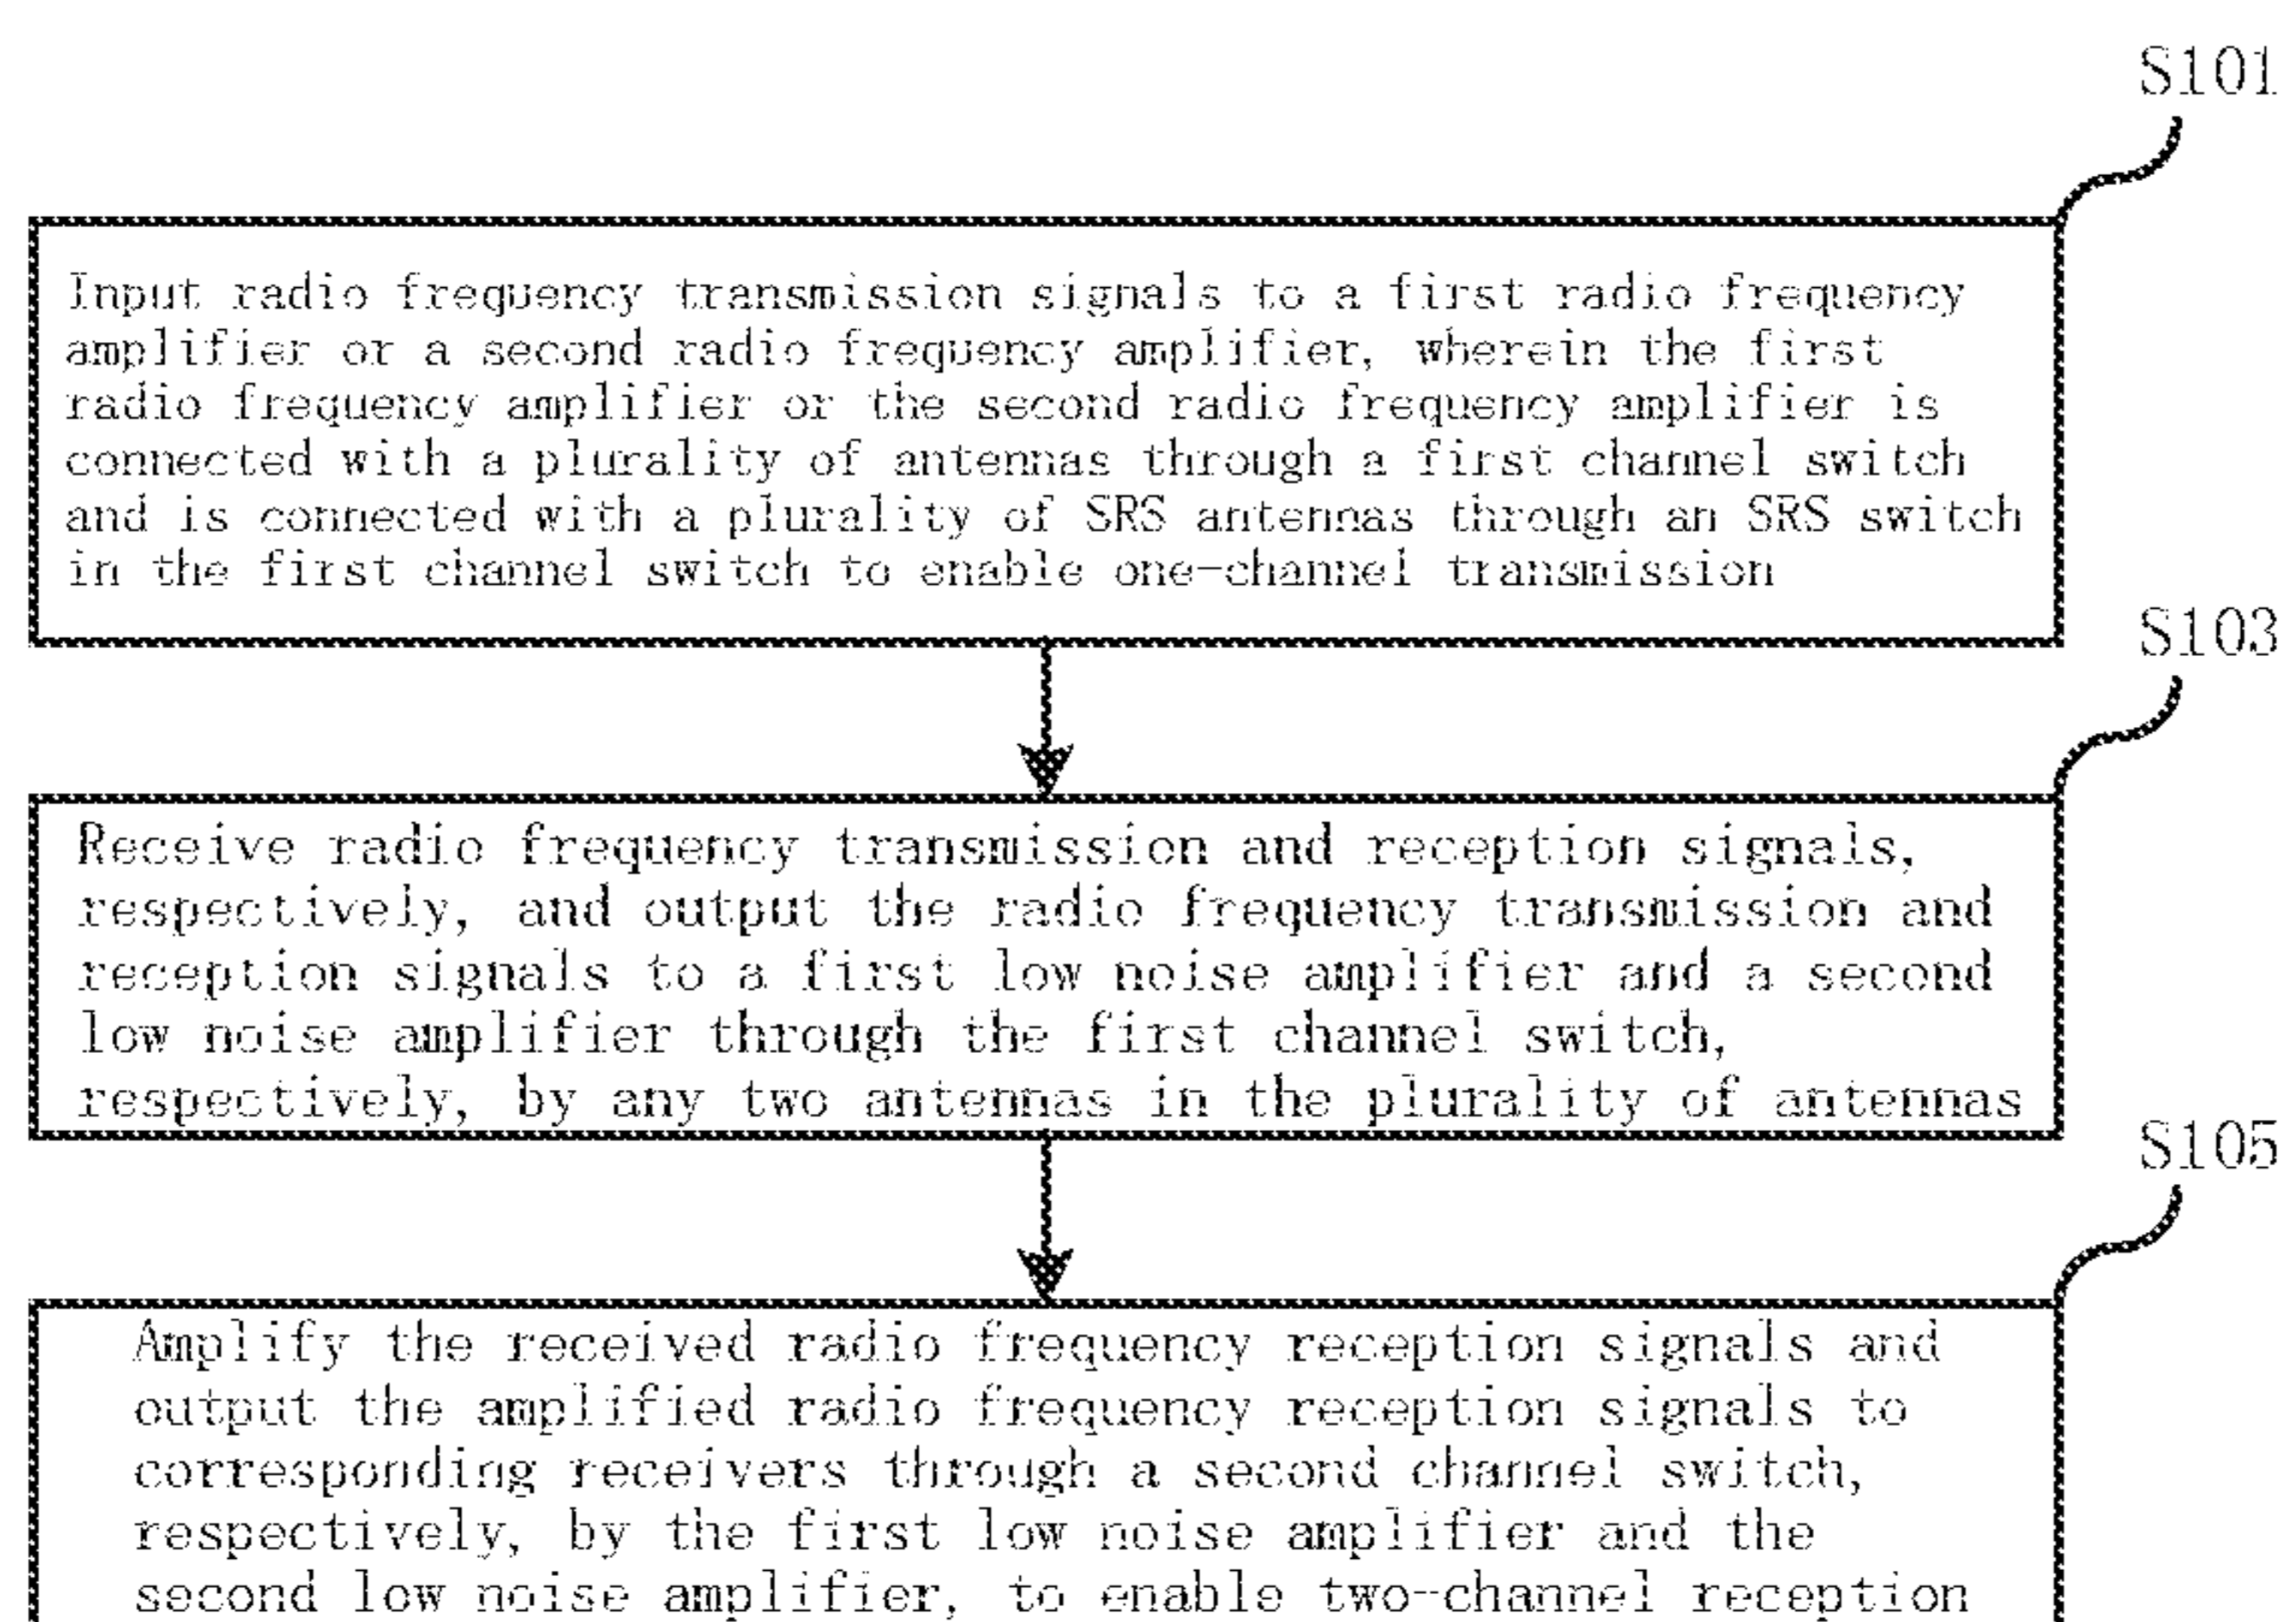 S101
Input radio frequency transmission signals to a first radio frequency
amplifier or a second radio frequency amplifier, wherein the first
radio frequency amplifier or the second radio frequency amplifier is
connected with a plurality of antennas through a first channel switch
and is connected with a plurality of SRS antennas through an SRS switch
in the first channel switch to enable one-channel transmission
S103
Receive radio frequency transmission and reception signals,
respectively, and output the radio frequency transmission and
reception signals to a first low noise amplifier and a second
low noise amplifier through the first channel switch,
respectively, by any two antennas in the plurality of antennas
S105
Amplify the received radio frequency reception signals and
output the amplified radio frequency reception signals to
corresponding receivers through a second channel switch,
respectively, by the first low noise amplifier and the
second low noise amplifier, to enable two-channel reception